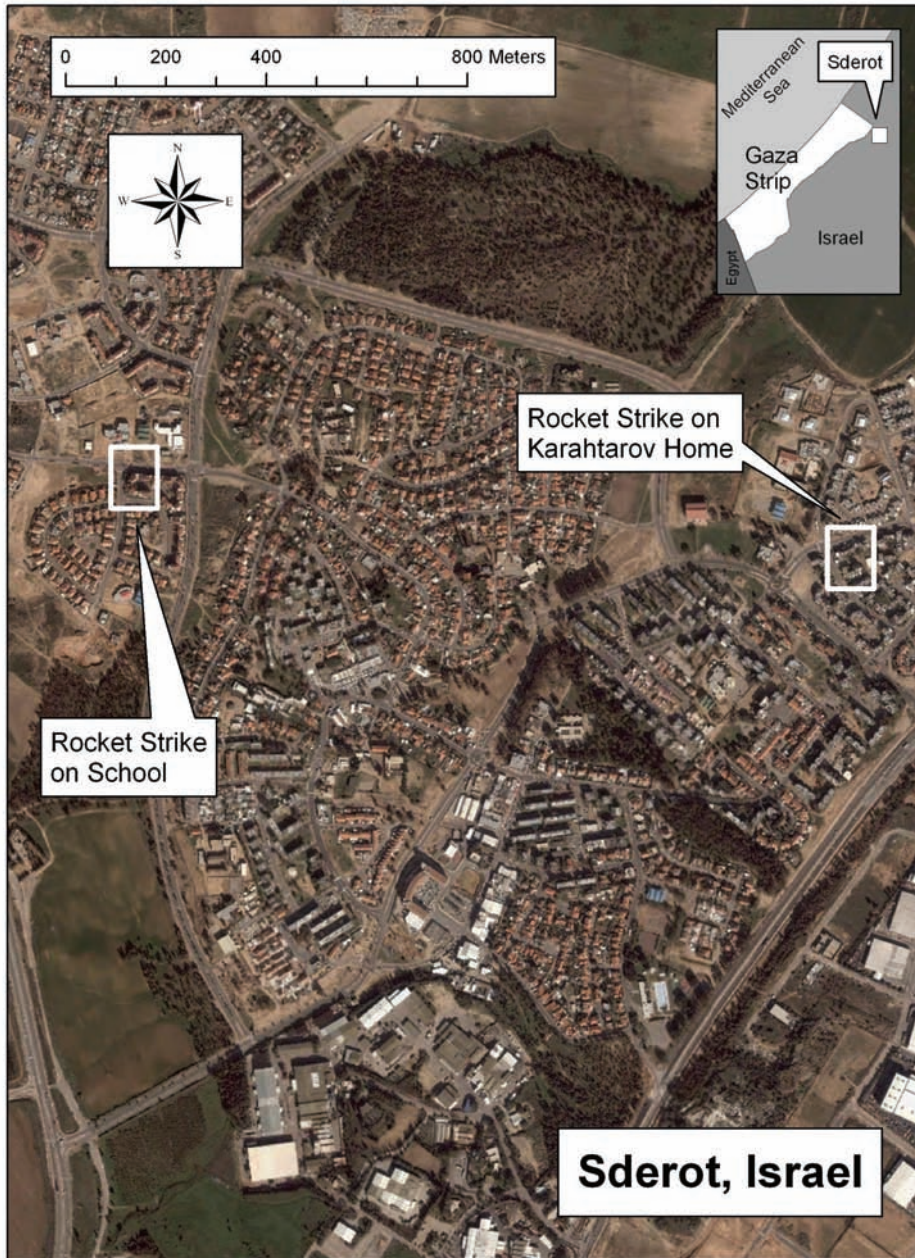 0 200 400 800 Meters
N
W E
S
Sderot
Mediterranean
Sea
Gaza
Strip
Israel
Egypt
Rocket Strike on
Karahtarov Home
Rocket Strike
on School
Sderot, Israel